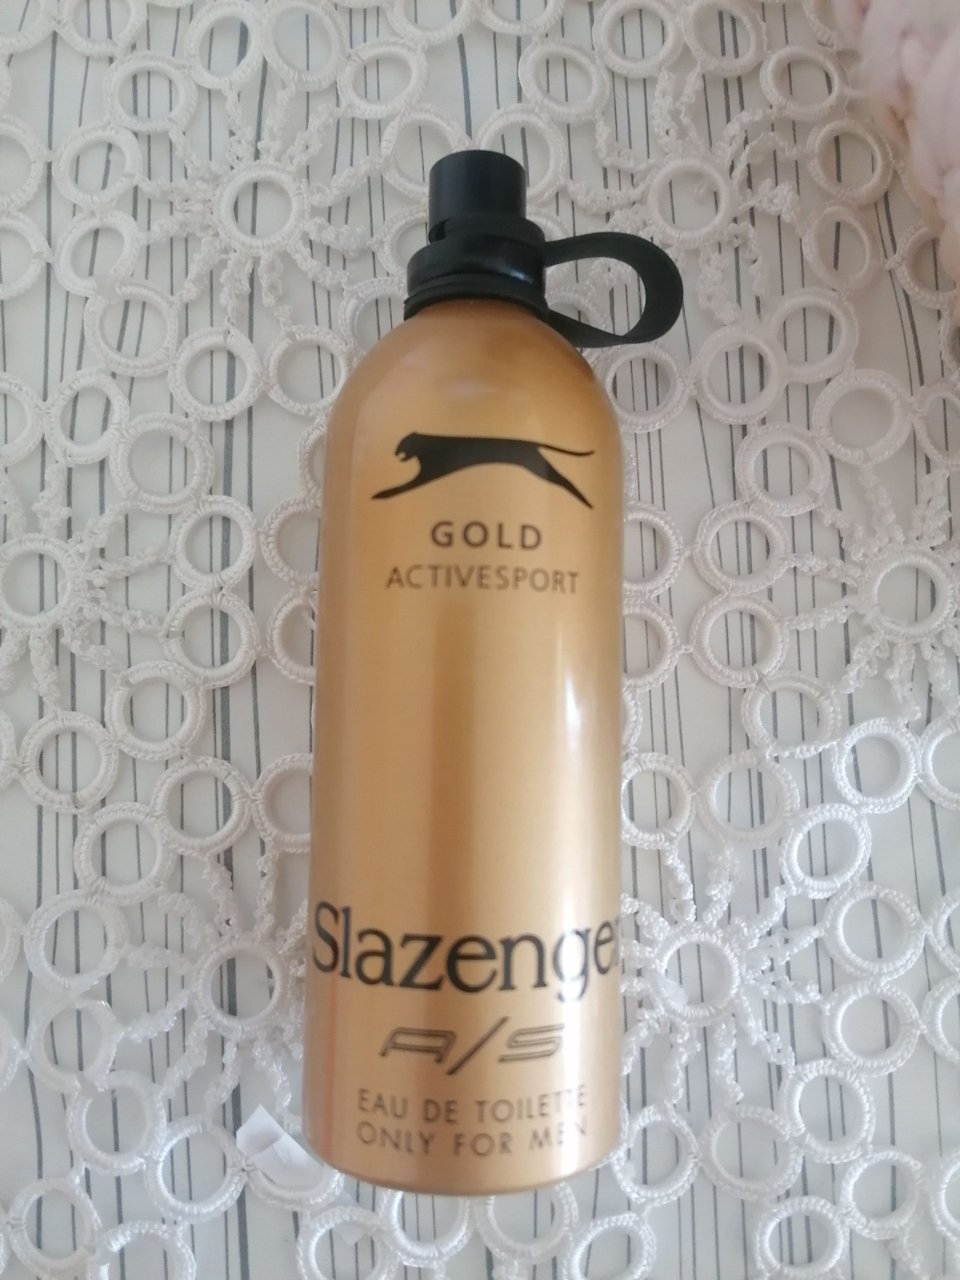 GOLD
ACTIVESPORT
Slazenger
A/S
EAU DE TOILETTE
ONLY FOR MEN